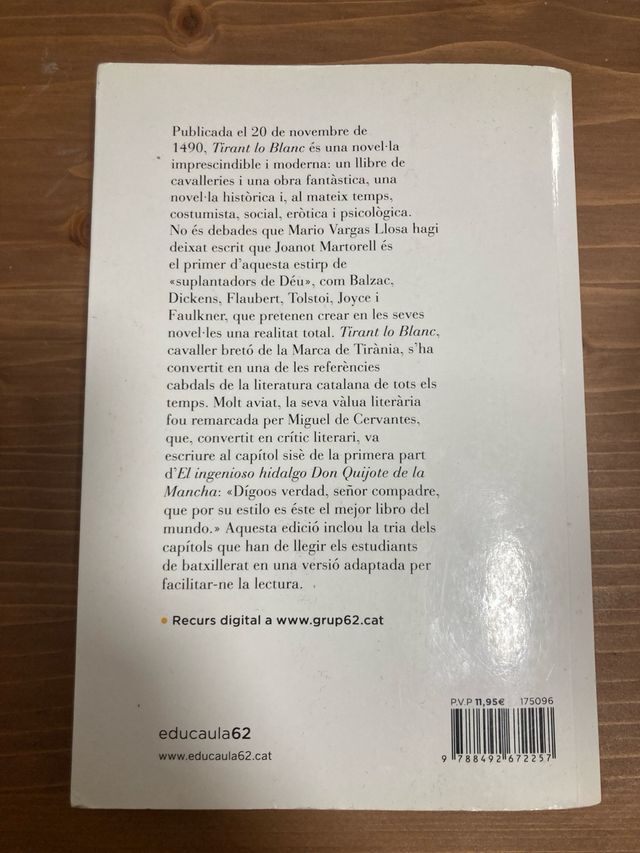 Publicada el 20 de novembre de
1490, Tirant lo Blanc és una novel·la
imprescindible i moderna: un llibre de
cavalleries i una obra fantàstica, una
novel·la històrica i, al mateix temps,
costumista, social, eròtica i psicològica.
No és debades que Mario Vargas Llosa hagi
deixat escrit que Joanot Martorell és
el primer d'aquesta estirp de
«suplantadors de Déu», com Balzac,
Dickens, Flaubert, Tolstoi, Joyce i
Faulkner, que pretenen crear en les seves
novel·les una realitat total. Tirant lo Blanc,
cavaller bretó de la Marca de Tirània, s'ha
convertit en una de les referències
cabdals de la literatura catalana de tots els
temps. Molt aviat, la seva vàlua literària
fou remarcada per Miguel de Cervantes,
que, convertit en crític literari, va
escriure al capítol sisè de la primera part
d'El ingenioso hidalgo Don Quijote de la
Mancha: «Dígoos verdad, señor compadre,
que por su estilo es éste el mejor libro del
mundo.» Aquesta edició inclou la tria dels
capítols que han de llegir els estudiants
de batxillerat en una versió adaptada per
facilitar-ne la lectura.
• Recurs digital a www.grup62.cat
P.V.P 11,95€ 175096
educaula62
www.educaula62.cat
9 788492 672257